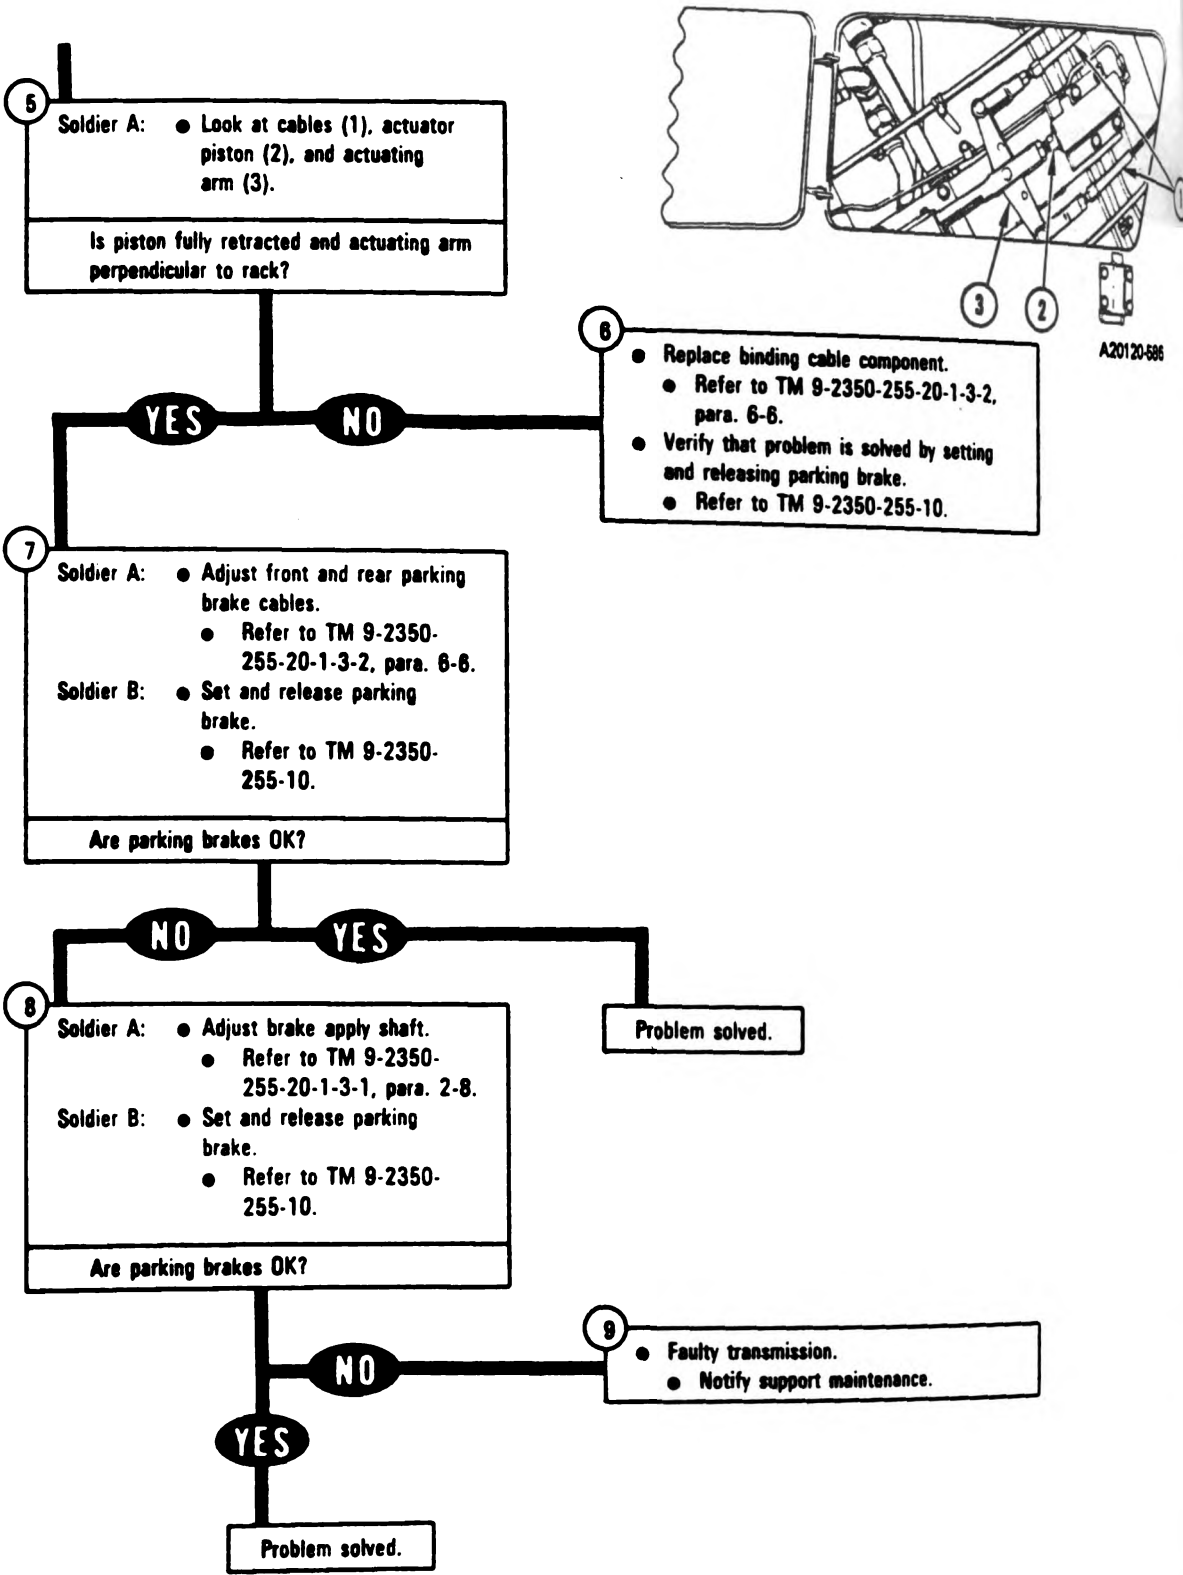 5
Soldier A: ● Look at cables (1), actuator
piston (2), and actuating
arm (3).
Is piston fully retracted and actuating arm
perpendicular to rack?
1
3
2
A20120-586
YES
NO
6
● Replace binding cable component.
● Refer to TM 9-2350-255-20-1-3-2,
para. 6-6.
● Verify that problem is solved by setting
and releasing parking brake.
● Refer to TM 9-2350-255-10.
7
Soldier A: ● Adjust front and rear parking
brake cables.
● Refer to TM 9-2350-
255-20-1-3-2, para. 6-6.
Soldier B: ● Set and release parking
brake.
● Refer to TM 9-2350-
255-10.
Are parking brakes OK?
NO
YES
8
Soldier A: ● Adjust brake apply shaft.
● Refer to TM 9-2350-
255-20-1-3-1, para. 2-8.
Soldier B: ● Set and release parking
brake.
● Refer to TM 9-2350-
255-10.
Are parking brakes OK?
Problem solved.
NO
9
● Faulty transmission.
● Notify support maintenance.
YES
Problem solved.